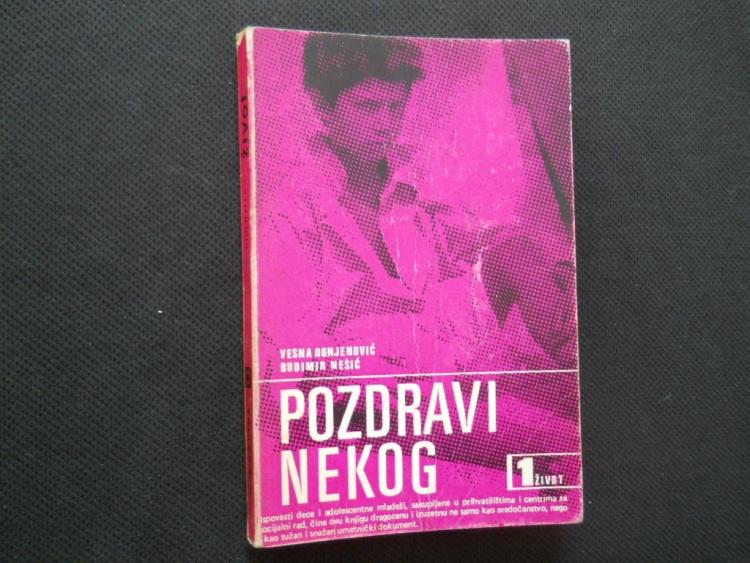 ŽIVOT
VESNA OGNJENOVIĆ
BUDIMIR NEŠIĆ
POZDRAVI
NEKOG
1
ŽIVOT
Ispovesti dece i adolescentne mladeži, sakupljene u prihvatilištima i centrima za
socijalni rad, čine ovu knjigu dragocenu i izuzetnu ne samo kao svedočanstvo, nego
kao tužan i snažan umetnički dokument.